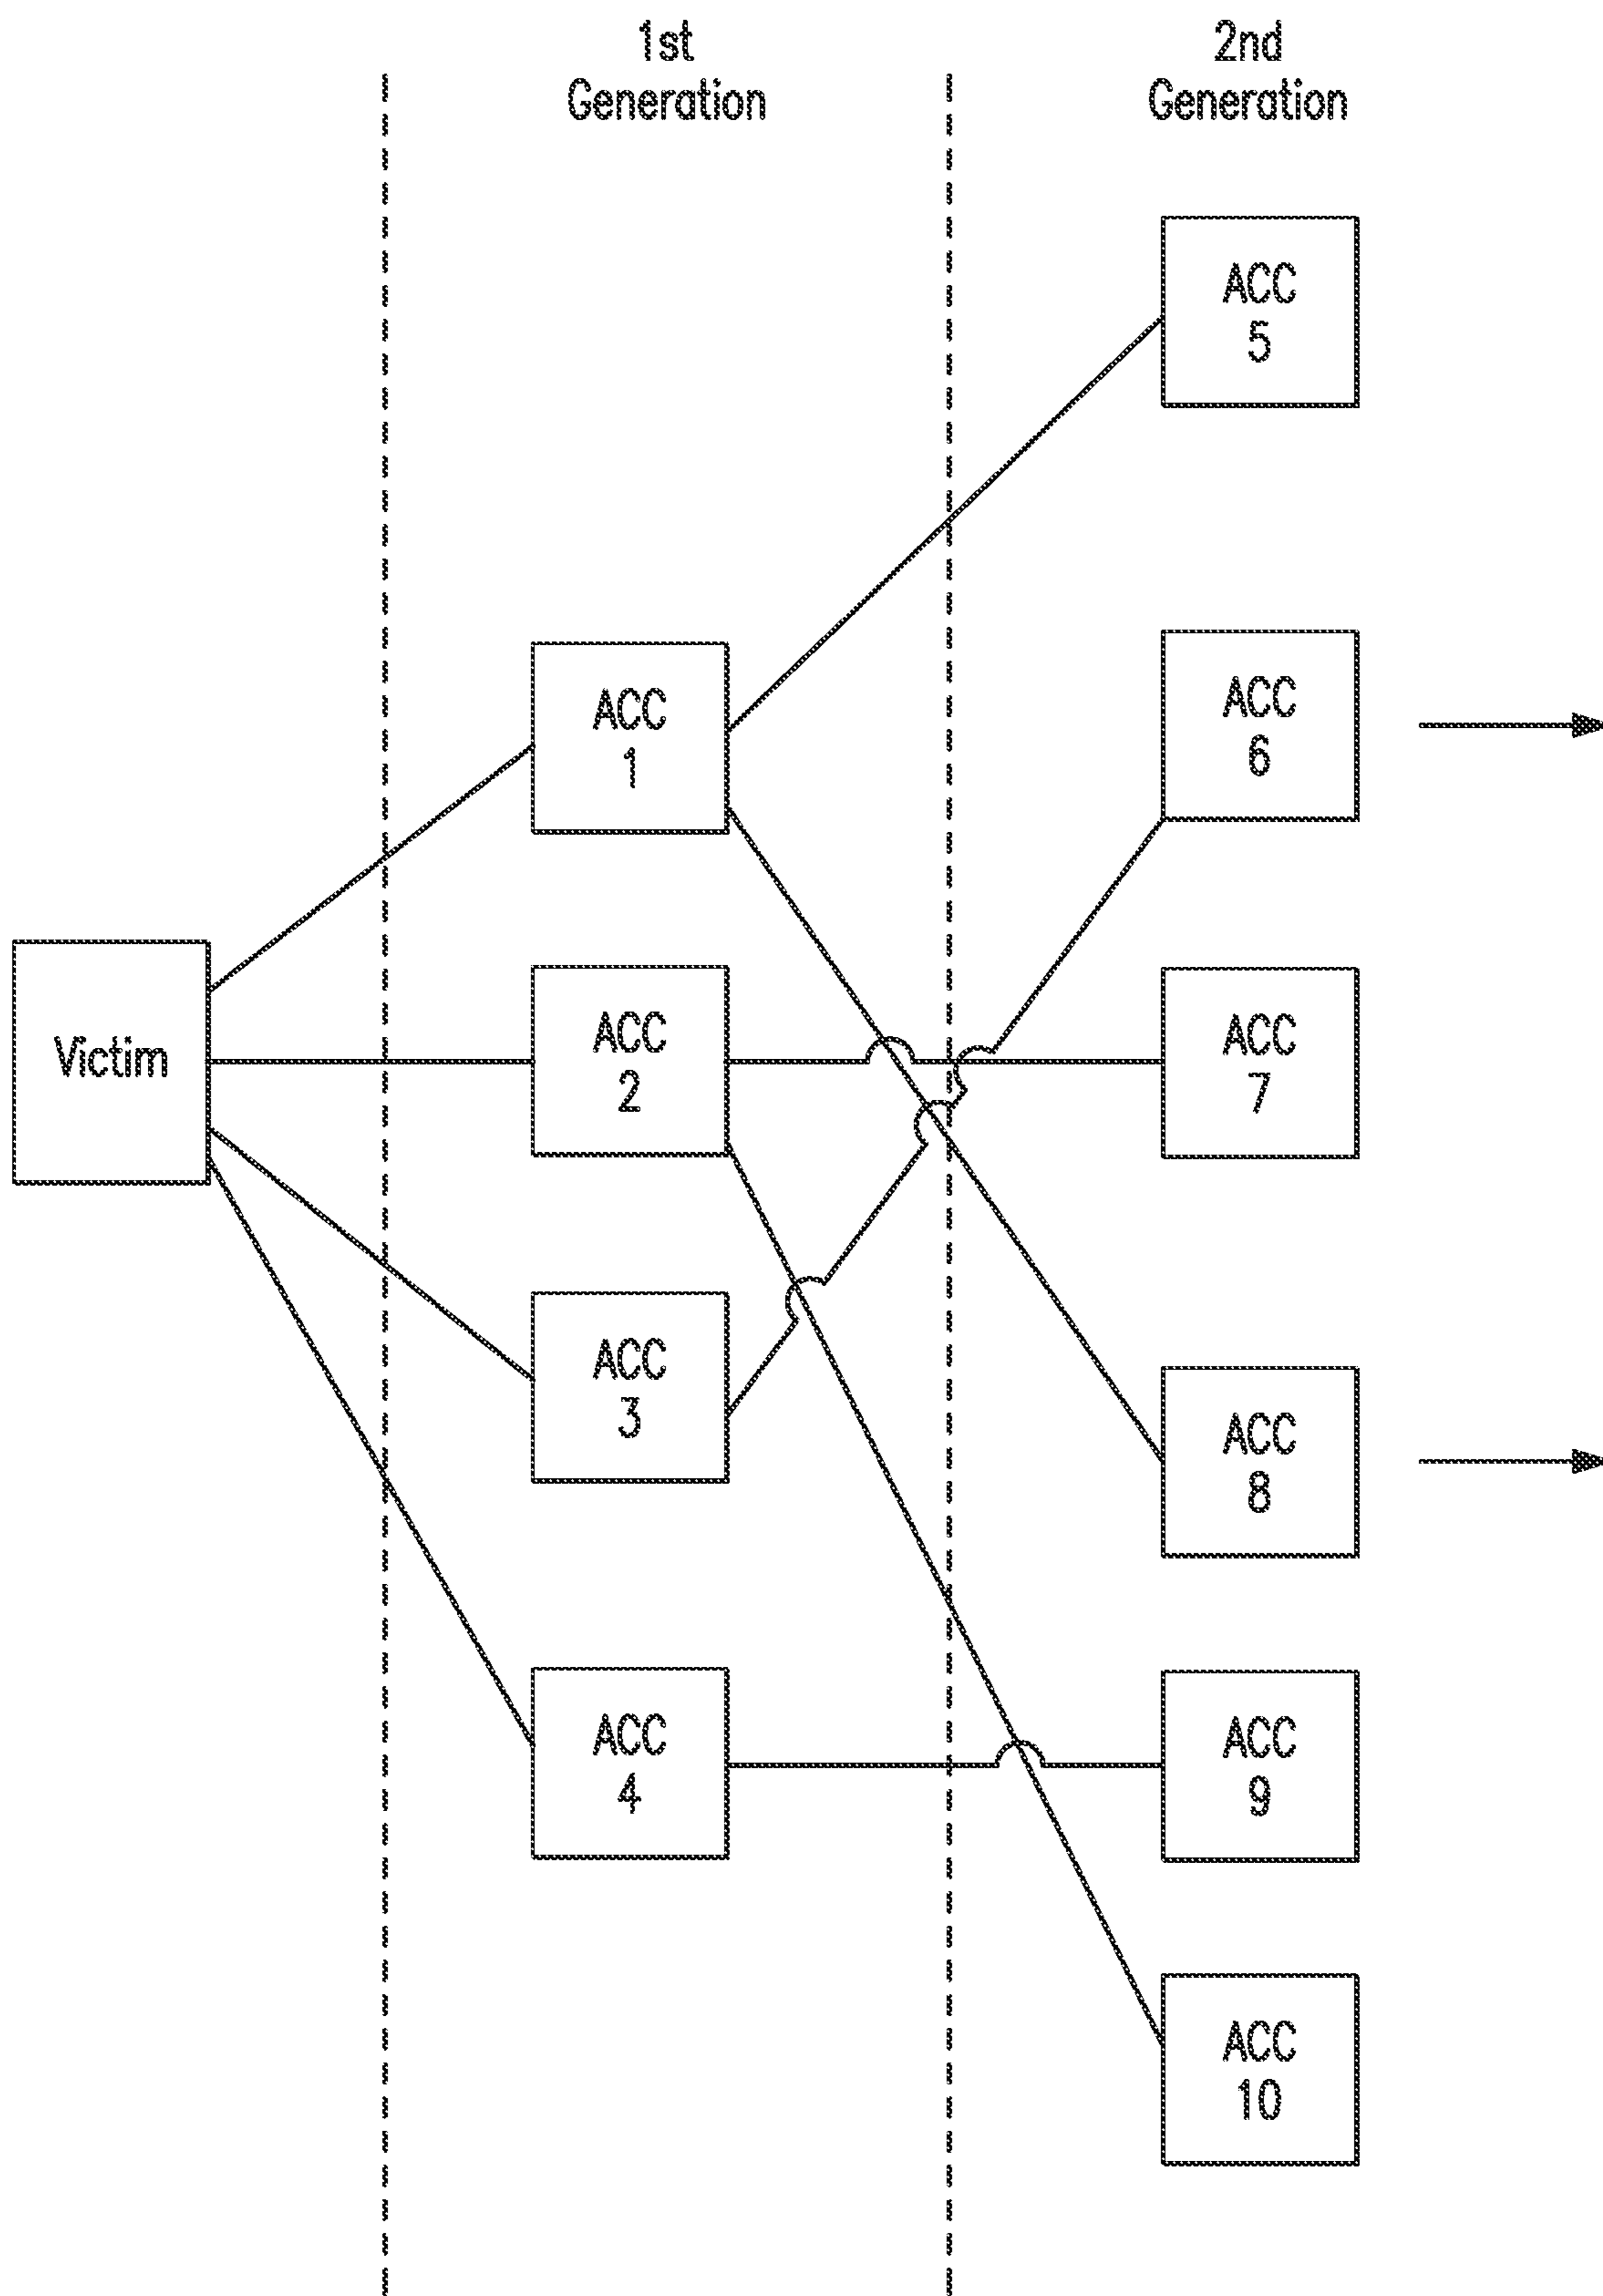 1st
Generation
2nd
Generation
ACC
5
ACC
1
ACC
6
Victim
ACC
2
ACC
7
ACC
3
ACC
8
ACC
4
ACC
9
ACC
10